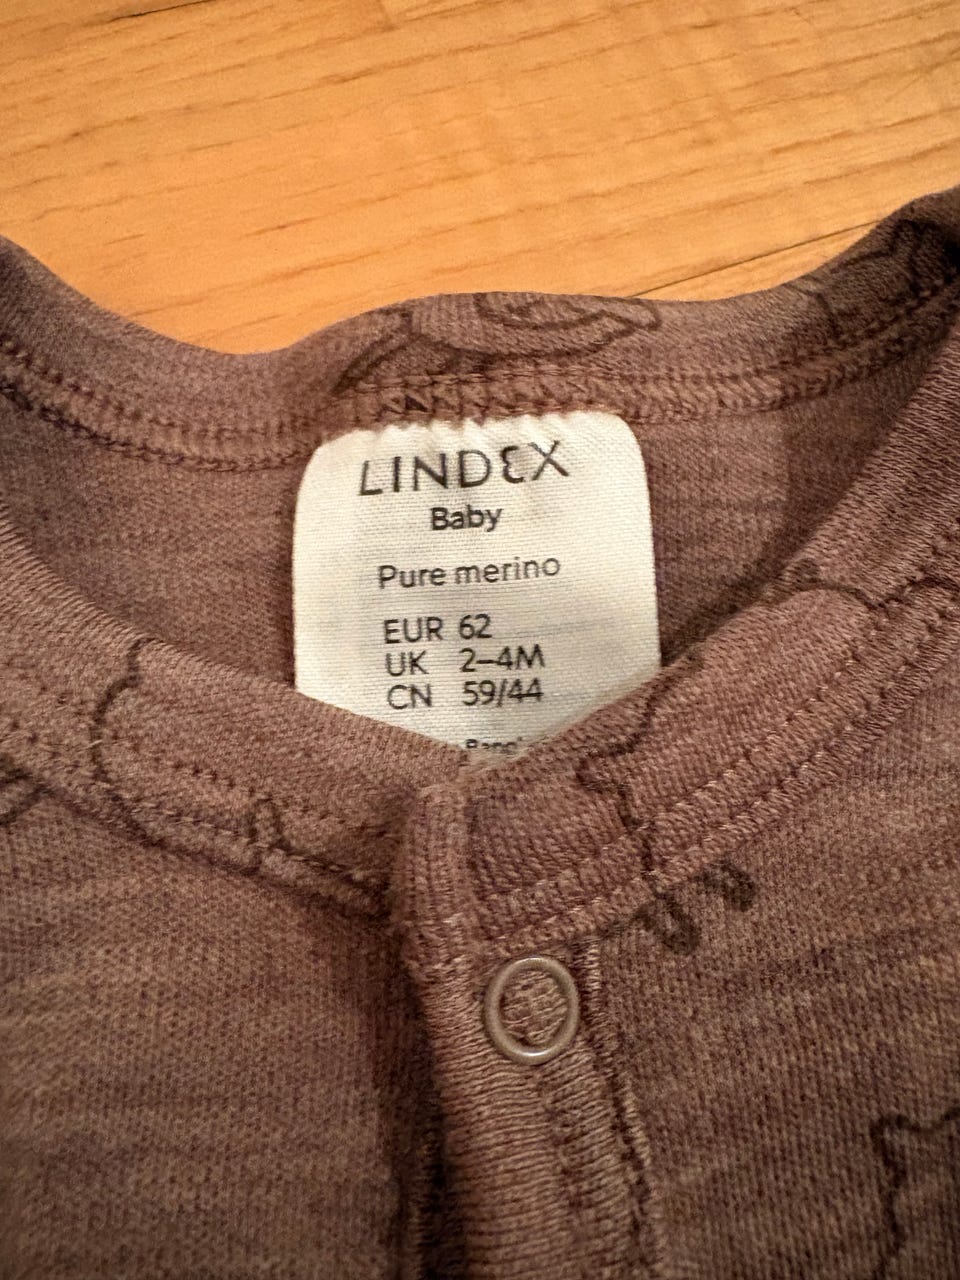 LINDEX
Baby
Pure merino
EUR 62
UK 2–4M
CN 59/44